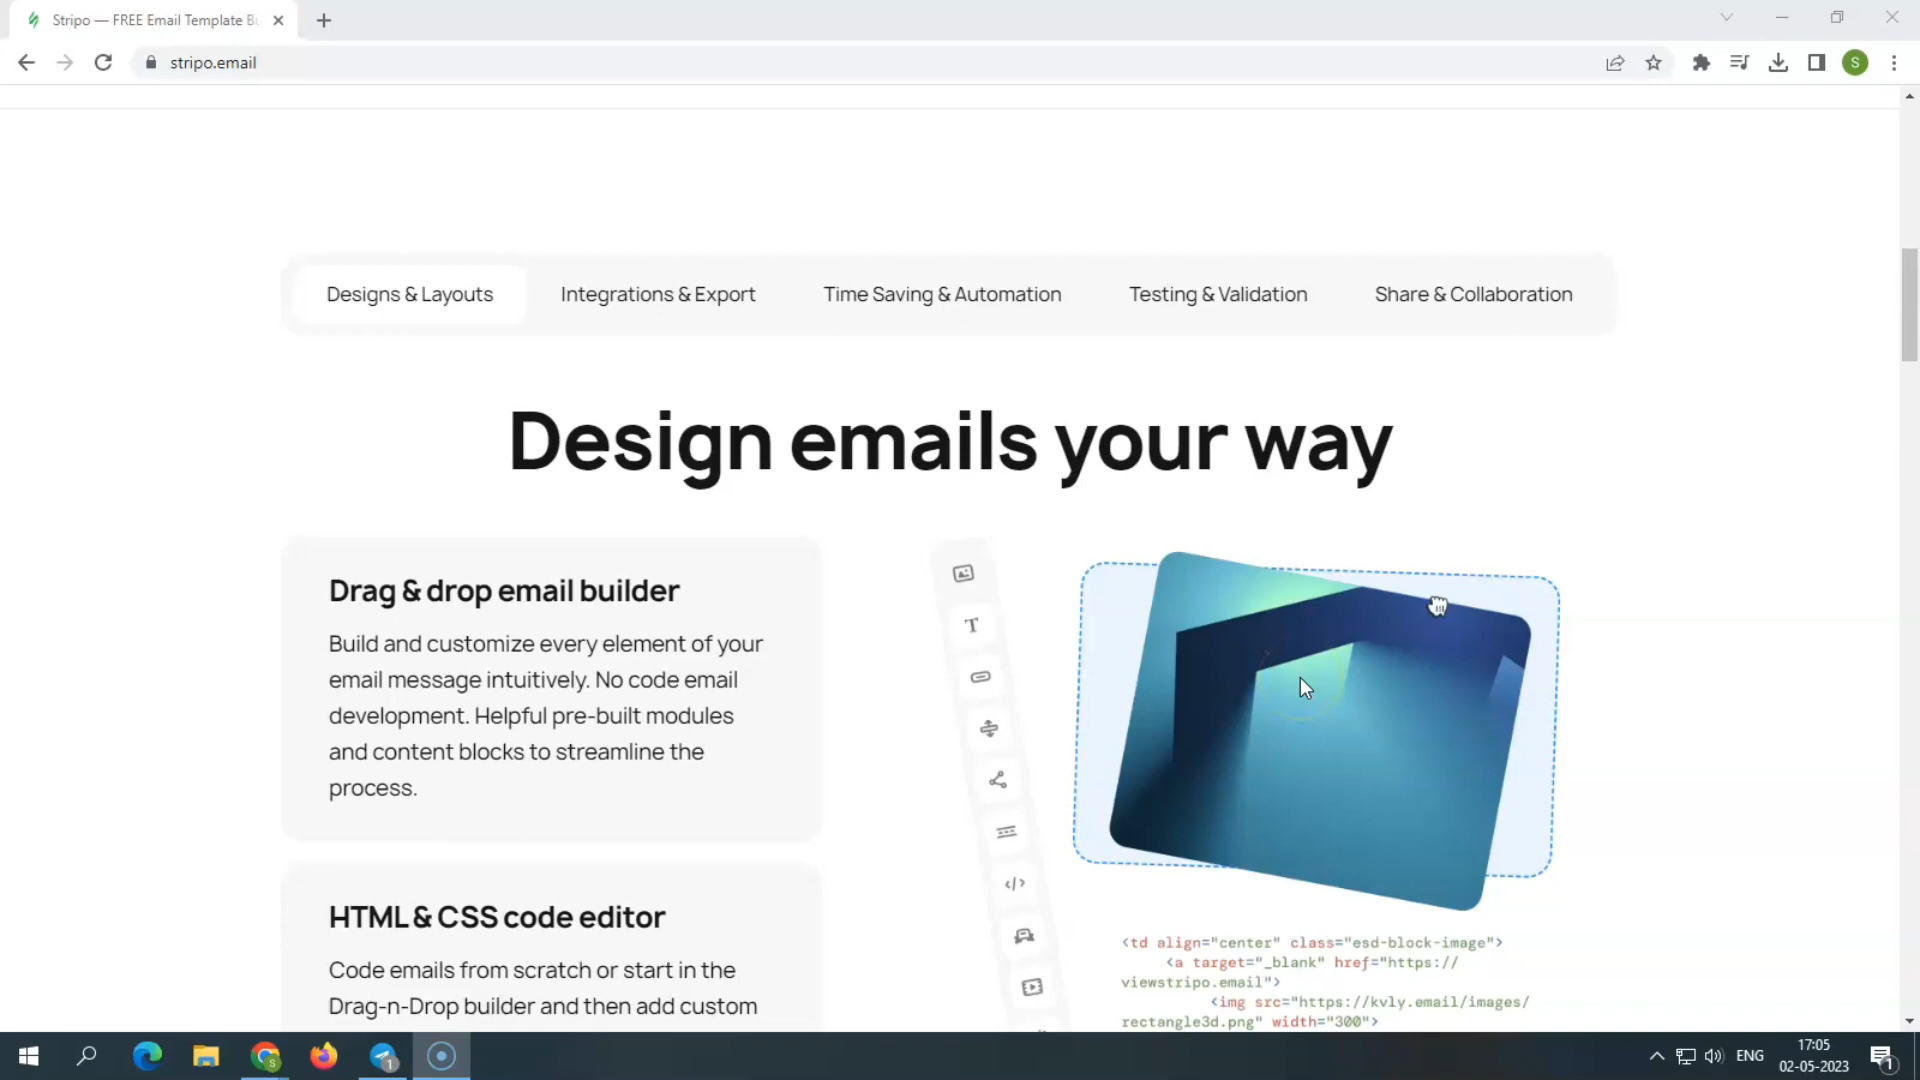 Stripo — FREE Email Template Bu
stripo.email
S
Designs & Layouts
Integrations & Export
Time Saving & Automation
Testing & Validation
Share & Collaboration
Design emails your way
Drag & drop email builder
Build and customize every element of your
email message intuitively. No code email
development. Helpful pre-built modules
and content blocks to streamline the
process.
HTML & CSS code editor
Code emails from scratch or start in the
Drag-n-Drop builder and then add custom
T
</>
<td align="center" class="esd-block-image">
<a target="_blank" href="https://
viewstripo.email">
<img src="https://kvly.email/images/
rectangle3d.png" width="300">
S
1
ENG
17:05
02-05-2023
1